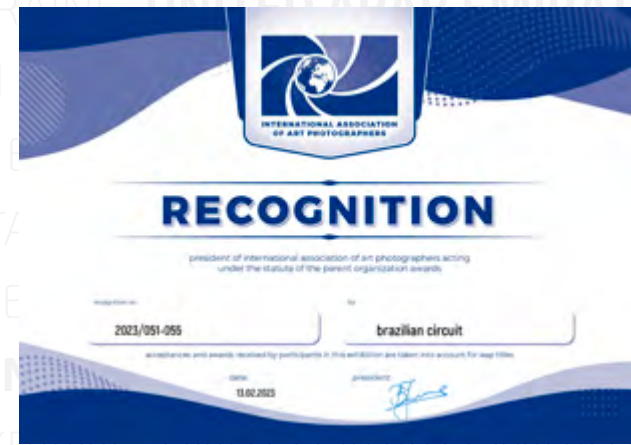 INTERNATIONAL ASSOCIATION
OF ART PHOTOGRAPHERS
RECOGNITION
president of international association of art photographers acting
under the statute of the parent organization awards
recognition no
to
2023/051-055
brazilian circuit
acceptances and awards received by participants in this exhibition are taken into account for iaap titles
date
president
13.02.2023